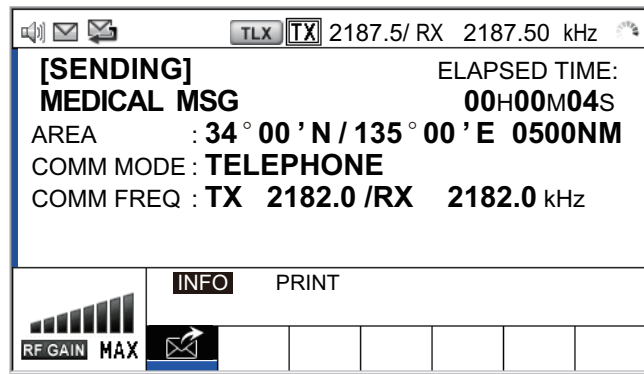 TLX TX 2187.5/ RX 2187.50 kHz
[SENDING] ELAPSED TIME:
MEDICAL MSG 00H00M04S
AREA : 34°00’N / 135°00’E 0500NM
COMM MODE : TELEPHONE
COMM FREQ : TX 2182.0 /RX 2182.0 kHz
INFO PRINT
RF GAIN MAX